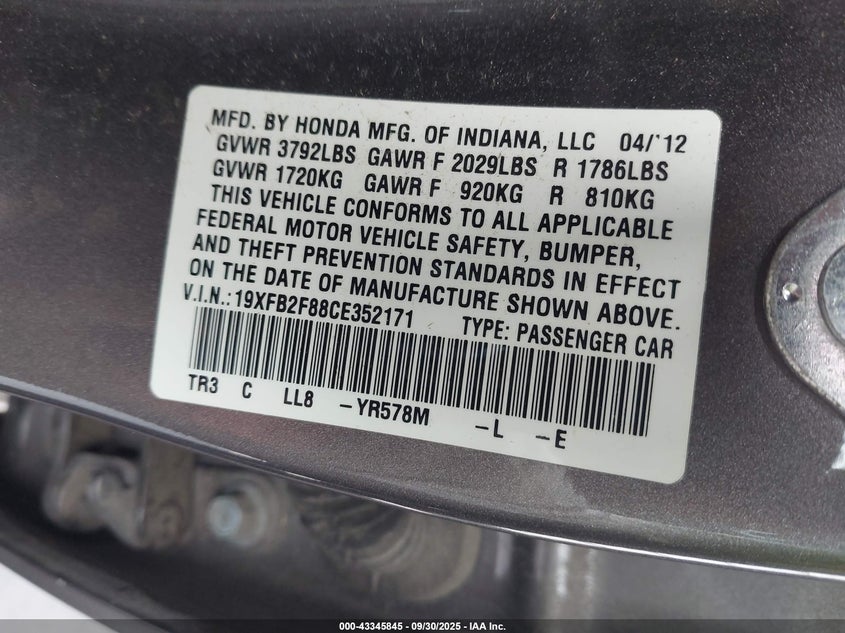 MFD. BY HONDA MFG. OF INDIANA, LLC 04/'12
GVWR 3792LBS GAWR F 2029LBS R 1786LBS
GVWR 1720KG GAWR F 920KG R 810KG
THIS VEHICLE CONFORMS TO ALL APPLICABLE
FEDERAL MOTOR VEHICLE SAFETY, BUMPER,
AND THEFT PREVENTION STANDARDS IN EFFECT
ON THE DATE OF MANUFACTURE SHOWN ABOVE.
V.I.N.:19XFB2F88CE352171 TYPE: PASSENGER CAR
TR3 C LL8 -YR578M -L -E
000-43345845 - 09/30/2025 - IAA Inc.